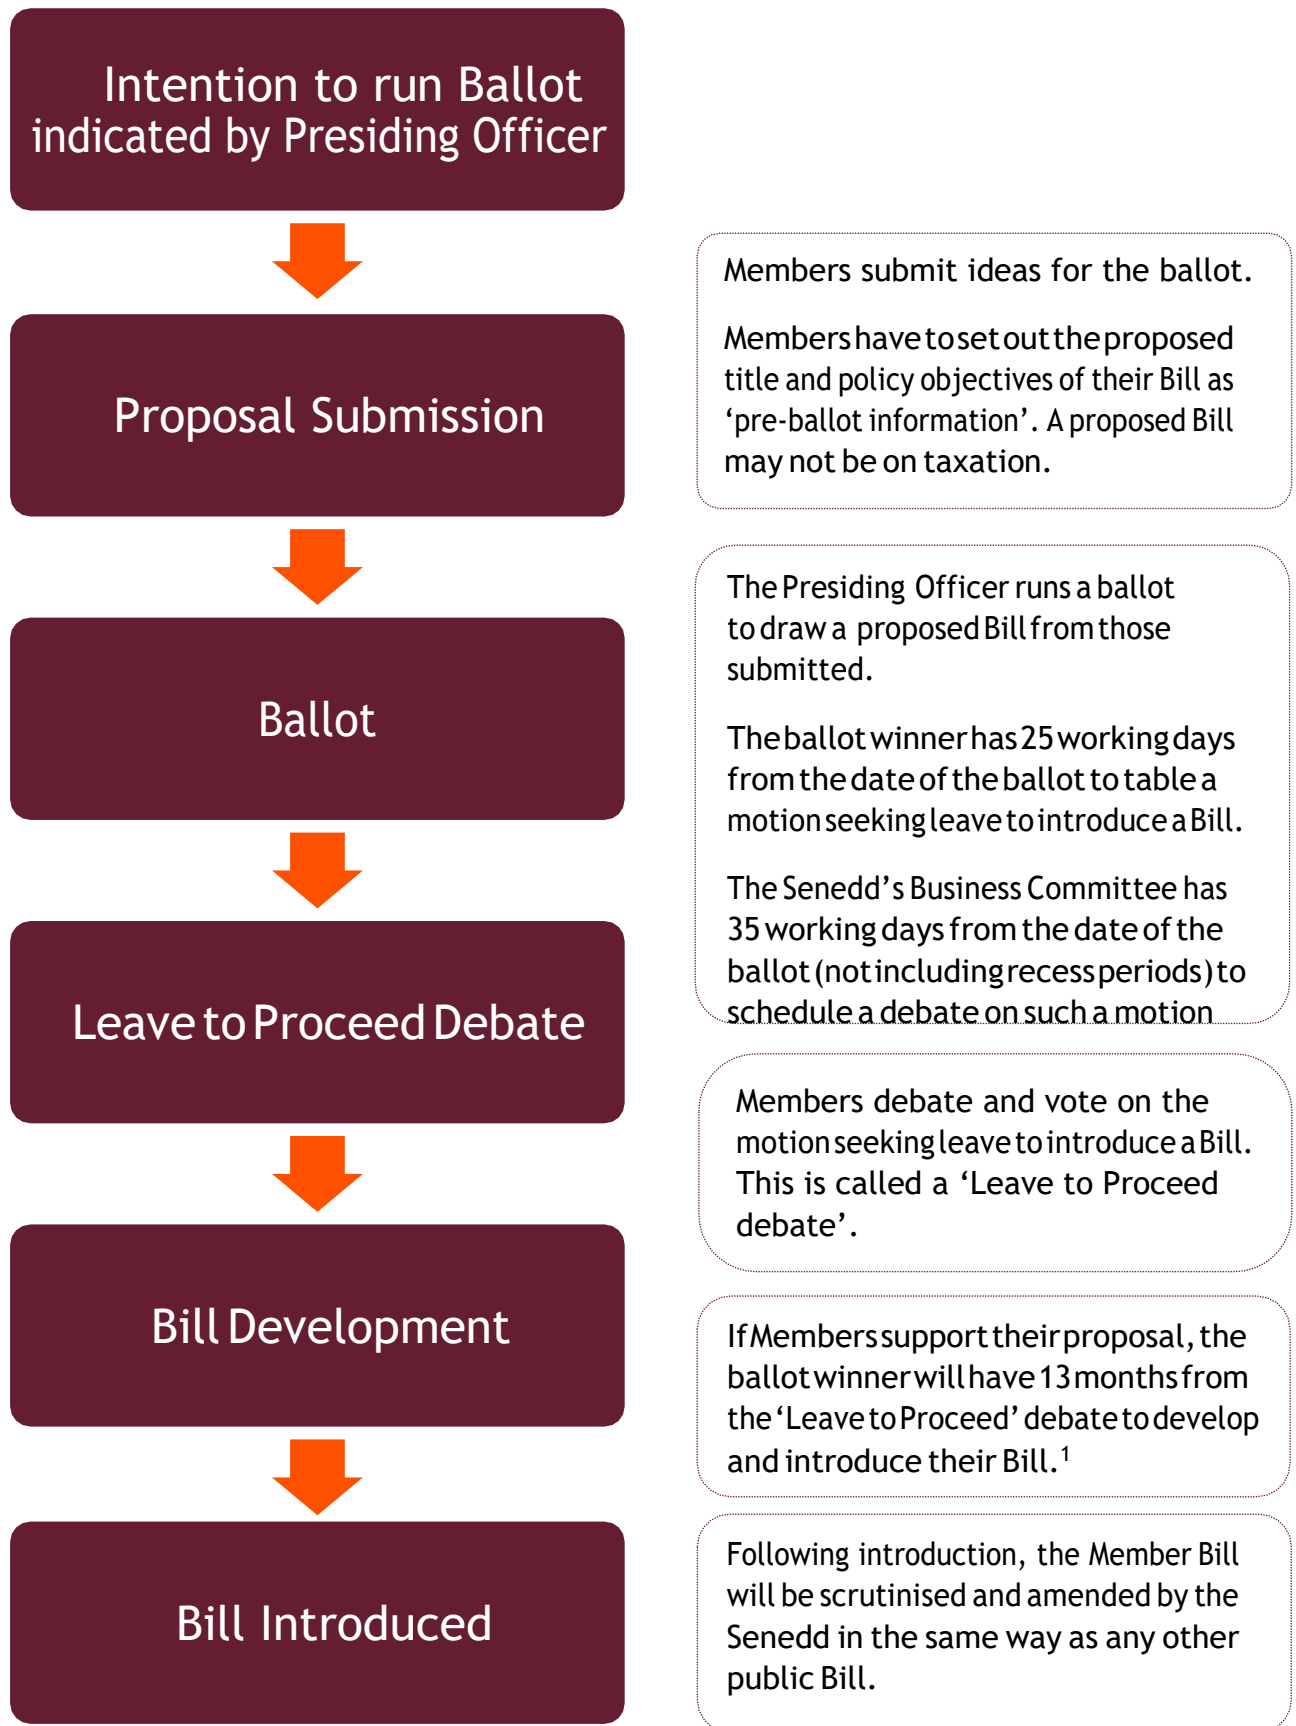 Intention to run Ballot
indicated by Presiding Officer
Proposal Submission
Members submit ideas for the ballot.
Members have to set out the proposed
title and policy objectives of their Bill as
‘pre-ballot information’. A proposed Bill
may not be on taxation.
Ballot
The Presiding Officer runs a ballot
to draw a proposed Bill from those
submitted.
The ballot winner has 25 working days
from the date of the ballot to table a
motion seeking leave to introduce a Bill.
The Senedd’s Business Committee has
35 working days from the date of the
ballot (not including recess periods) to
schedule a debate on such a motion
Leave to Proceed Debate
Members debate and vote on the
motion seeking leave to introduce a Bill.
This is called a ‘Leave to Proceed
debate’.
Bill Development
If Members support their proposal, the
ballot winner will have 13 months from
the ‘Leave to Proceed’ debate to develop
and introduce their Bill.¹
Bill Introduced
Following introduction, the Member Bill
will be scrutinised and amended by the
Senedd in the same way as any other
public Bill.